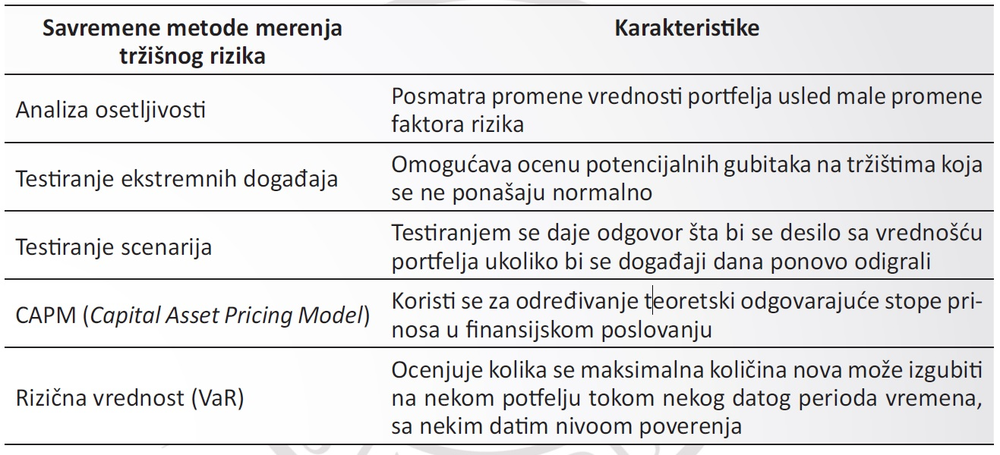 Savremene metode merenja
tržišnog rizika
Karakteristike
Analiza osetljivosti
Posmatra promene vrednosti portfelja usled male promene
faktora rizika
Testiranje ekstremnih događaja
Omogućava ocenu potencijalnih gubitaka na tržištima koja
se ne ponašaju normalno
Testiranje scenarija
Testiranjem se daje odgovor šta bi se desilo sa vrednošću
portfelja ukoliko bi se događaji dana ponovo odigrali
CAPM (Capital Asset Pricing Model)
Koristi se za određivanje teoretski odgovarajuće stope pri-
nosa u finansijskom poslovanju
Rizična vrednost (VaR)
Ocenjuje kolika se maksimalna količina nova može izgubiti
na nekom potfelju tokom nekog datog perioda vremena,
sa nekim datim nivoom poverenja